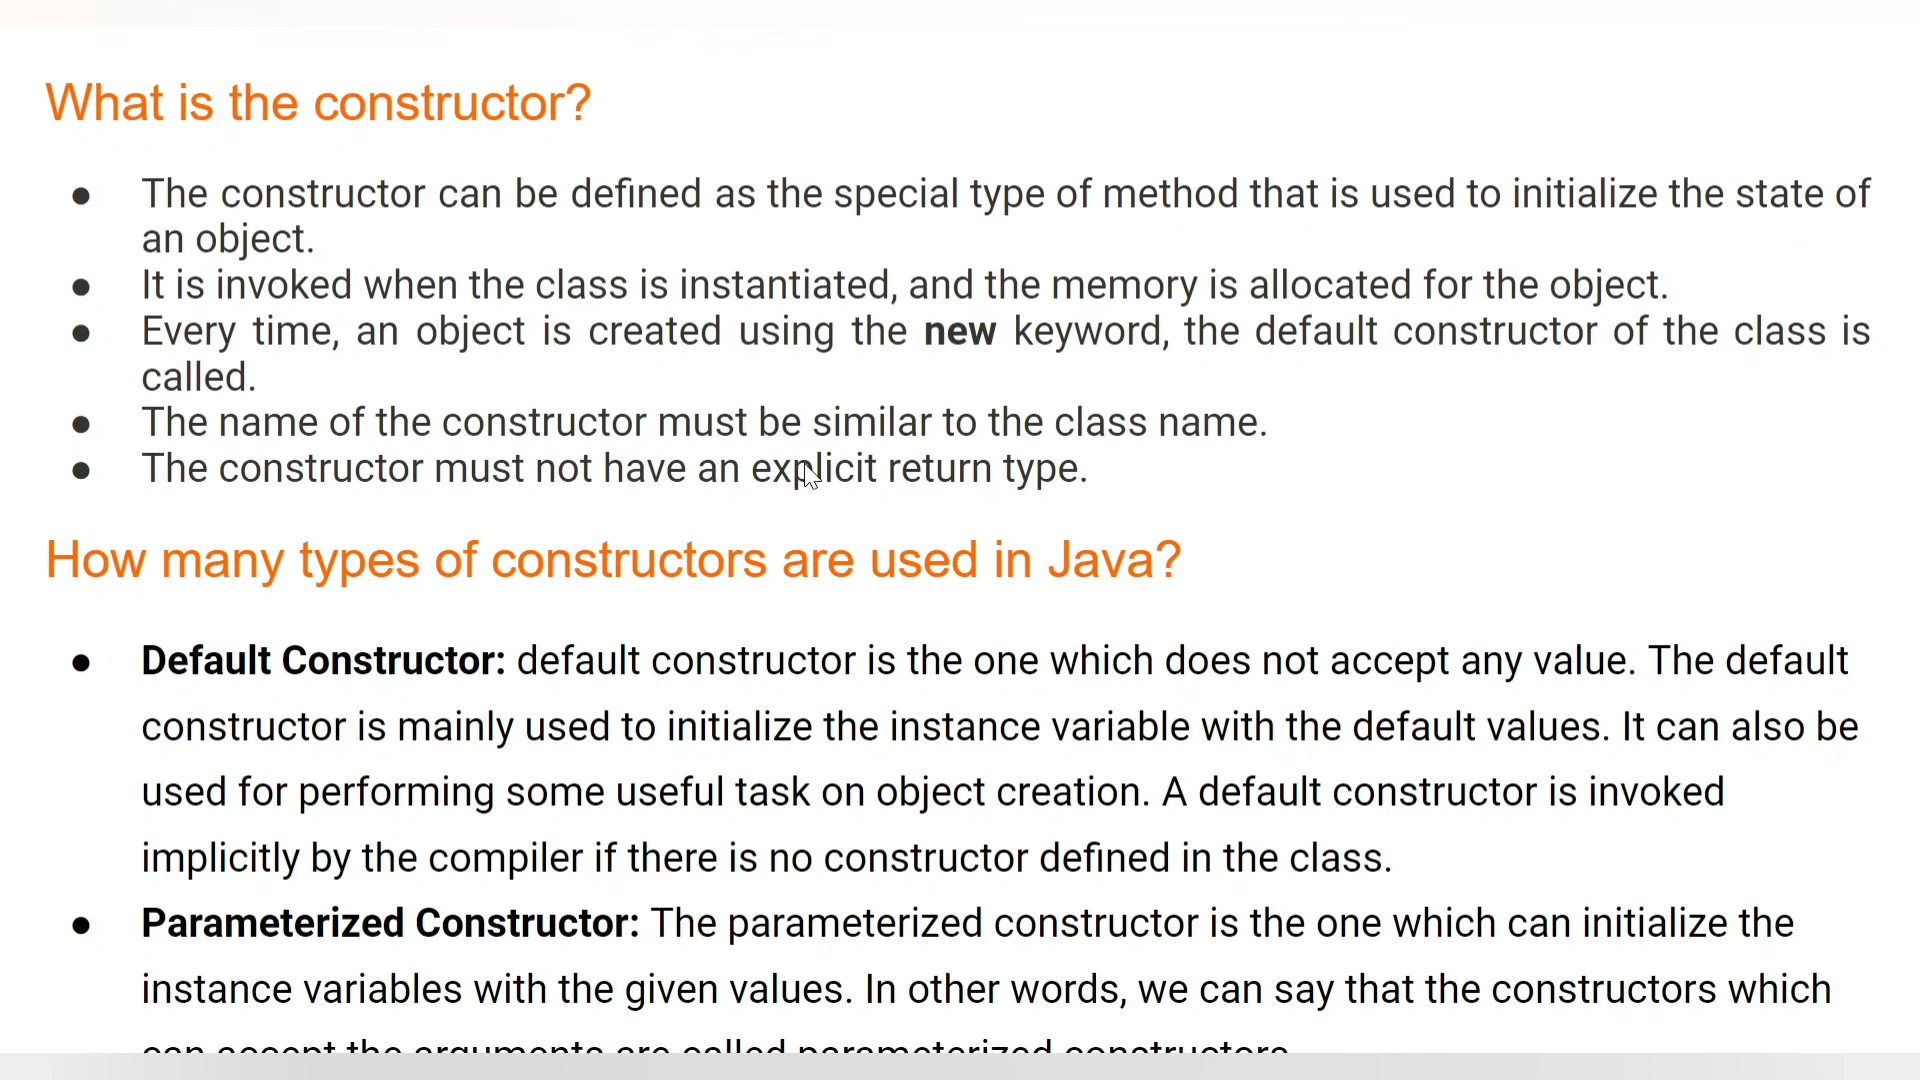 What is the constructor?
● The constructor can be defined as the special type of method that is used to initialize the state of
an object.
● It is invoked when the class is instantiated, and the memory is allocated for the object.
● Every time, an object is created using the new keyword, the default constructor of the class is
called.
● The name of the constructor must be similar to the class name.
● The constructor must not have an explicit return type.
How many types of constructors are used in Java?
● Default Constructor: default constructor is the one which does not accept any value. The default
constructor is mainly used to initialize the instance variable with the default values. It can also be
used for performing some useful task on object creation. A default constructor is invoked
implicitly by the compiler if there is no constructor defined in the class.
● Parameterized Constructor: The parameterized constructor is the one which can initialize the
instance variables with the given values. In other words, we can say that the constructors which
can accept the arguments are called parameterized constructors.